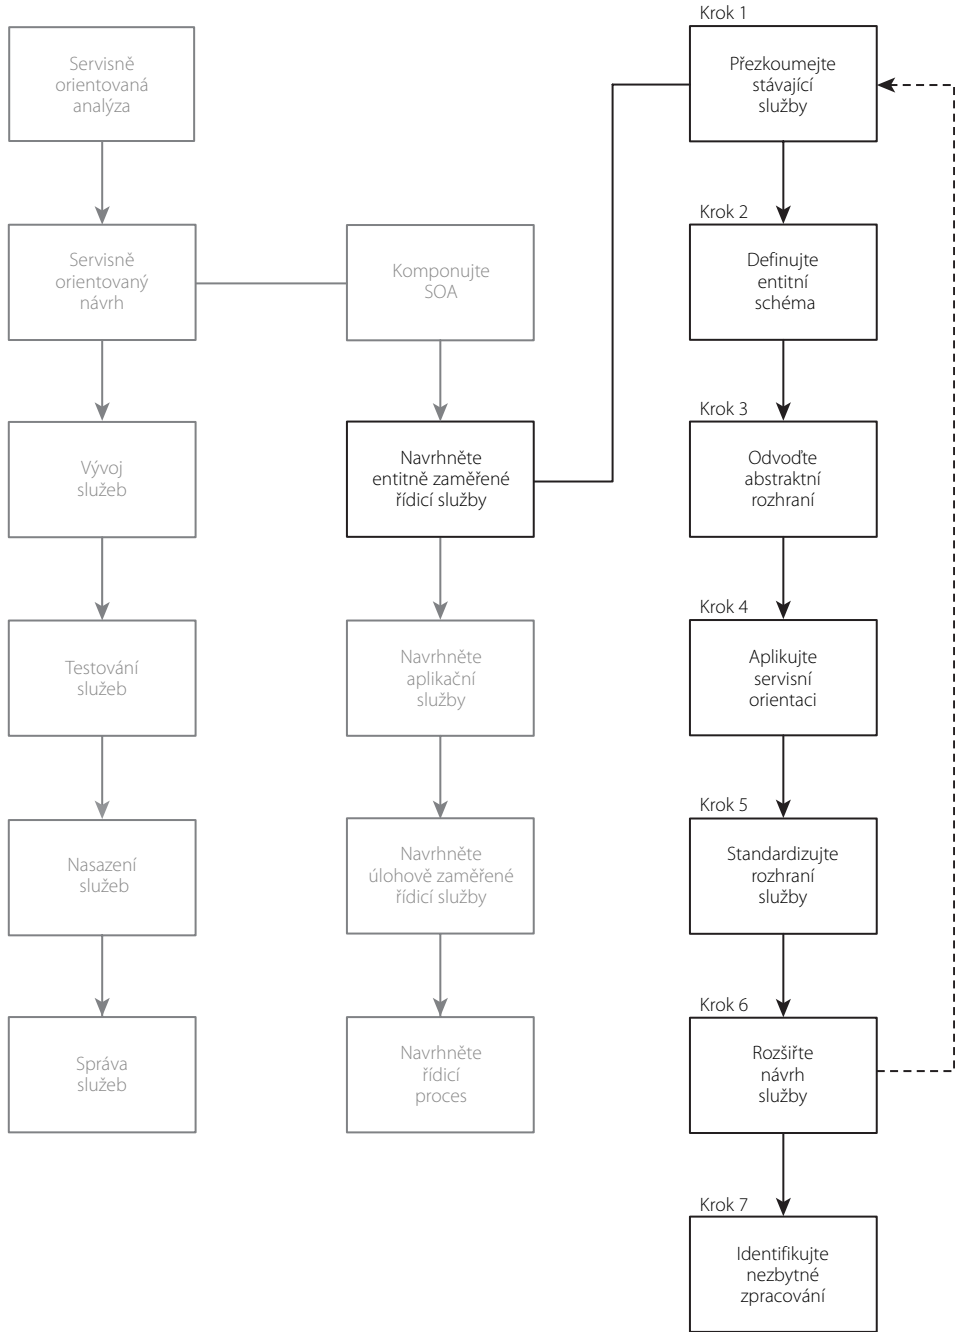 Servisně
orientovaná
analýza
Servisně
orientovaný
návrh
Vývoj
služeb
Testování
služeb
Nasazení
služeb
Správa
služeb
Komponujte
SOA
Navrhněte
entitně zaměřené
řídicí služby
Navrhněte
aplikační
služby
Navrhněte
úlohově zaměřené
řídicí služby
Navrhněte
řídicí
proces
Krok 1
Přezkoumejte
stávající
služby
Krok 2
Definujte
entitní
schéma
Krok 3
Odvoďte
abstraktní
rozhraní
Krok 4
Aplikujte
servisní
orientaci
Krok 5
Standardizujte
rozhraní
služby
Krok 6
Rozšiřte
návrh
služby
Krok 7
Identifikujte
nezbytné
zpracování